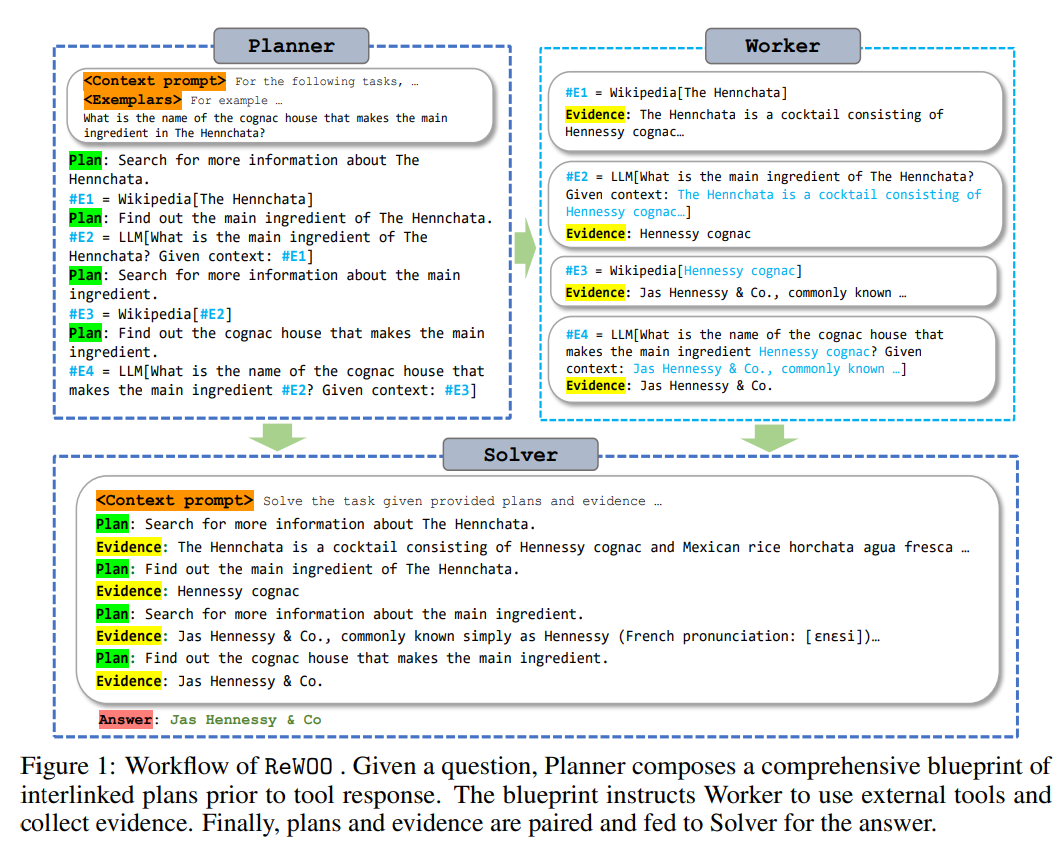 Planner
<Context prompt> For the following tasks, …
<Exemplars> For example …
What is the name of the cognac house that makes the main
ingredient in The Hennchata?
Plan: Search for more information about The
Hennchata.
#E1 = Wikipedia[The Hennchata]
Plan: Find out the main ingredient of The Hennchata.
#E2 = LLM[What is the main ingredient of The
Hennchata? Given context: #E1]
Plan: Search for more information about the main
ingredient.
#E3 = Wikipedia[#E2]
Plan: Find out the cognac house that makes the main
ingredient.
#E4 = LLM[What is the name of the cognac house that
makes the main ingredient #E2? Given context: #E3]
Worker
#E1 = Wikipedia[The Hennchata]
Evidence: The Hennchata is a cocktail consisting of
Hennessy cognac…
#E2 = LLM[What is the main ingredient of The Hennchata?
Given context: The Hennchata is a cocktail consisting of
Hennessy cognac…]
Evidence: Hennessy cognac
#E3 = Wikipedia[Hennessy cognac]
Evidence: Jas Hennessy & Co., commonly known …
#E4 = LLM[What is the name of the cognac house that
makes the main ingredient Hennessy cognac? Given
context: Jas Hennessy & Co., commonly known …]
Evidence: Jas Hennessy & Co.
Solver
<Context prompt> Solve the task given provided plans and evidence …
Plan: Search for more information about The Hennchata.
Evidence: The Hennchata is a cocktail consisting of Hennessy cognac and Mexican rice horchata agua fresca …
Plan: Find out the main ingredient of The Hennchata.
Evidence: Hennessy cognac
Plan: Search for more information about the main ingredient.
Evidence: Jas Hennessy & Co., commonly known simply as Hennessy (French pronunciation: [ɛnɛsi])…
Plan: Find out the cognac house that makes the main ingredient.
Evidence: Jas Hennessy & Co.
Answer: Jas Hennessy & Co
Figure 1: Workflow of ReWOO . Given a question, Planner composes a comprehensive blueprint of
interlinked plans prior to tool response. The blueprint instructs Worker to use external tools and
collect evidence. Finally, plans and evidence are paired and fed to Solver for the answer.